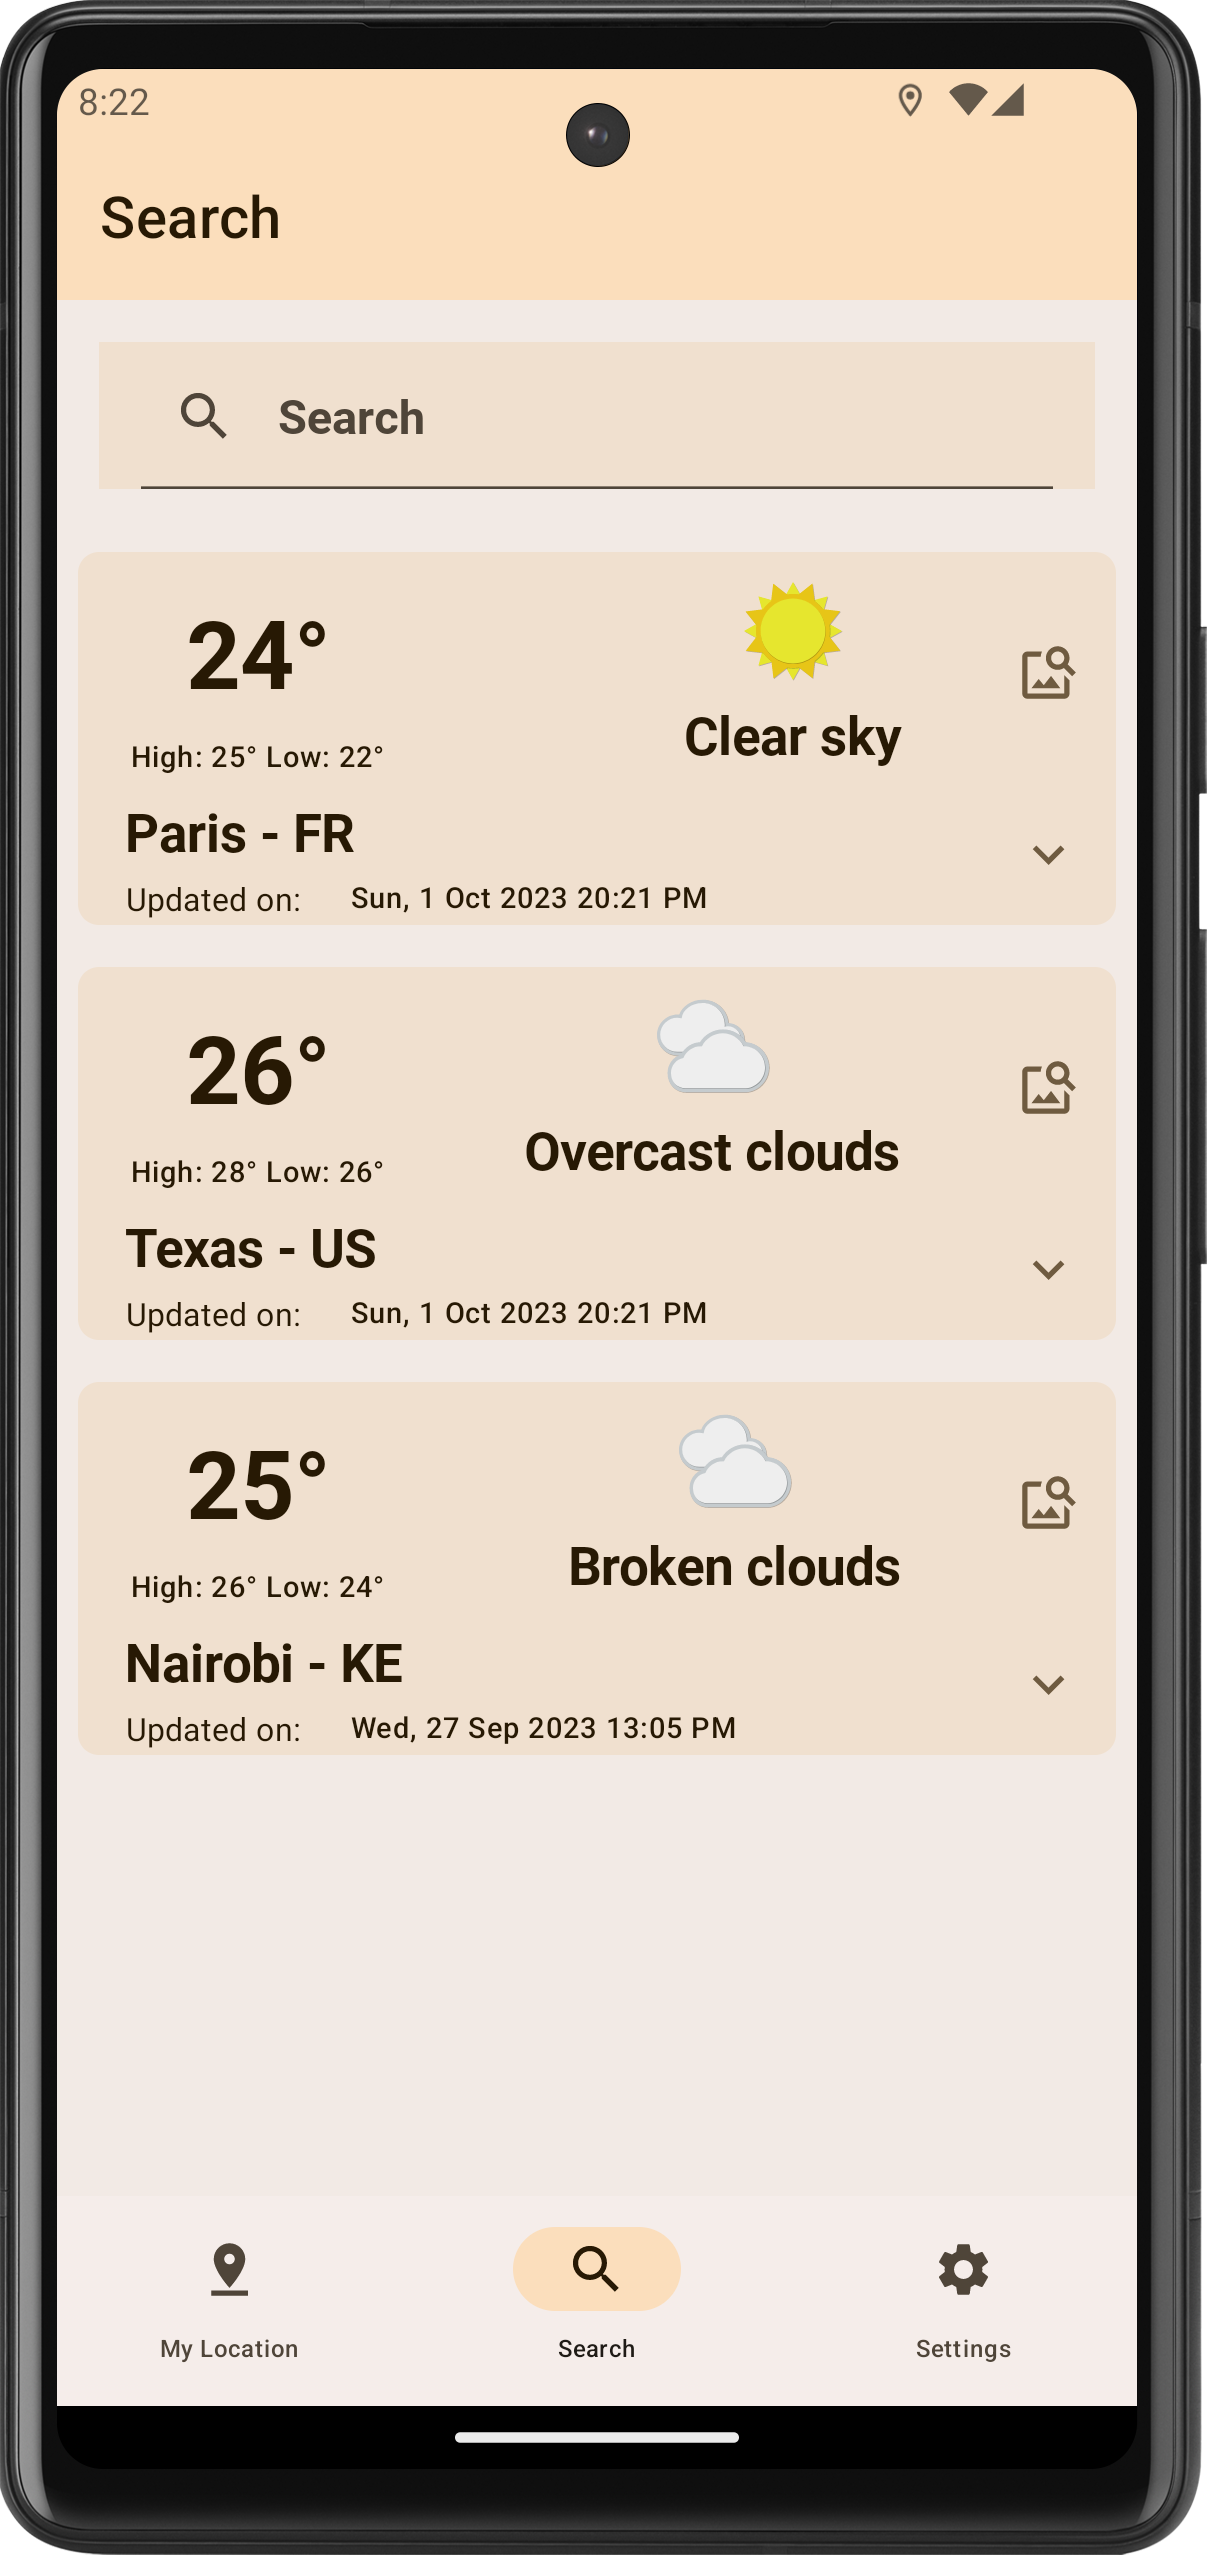 8:22
Search
Search
24°
Clear sky
High: 25° Low: 22°
Paris - FR
Updated on: Sun, 1 Oct 2023 20:21 PM
26°
Overcast clouds
High: 28° Low: 26°
Texas - US
Updated on: Sun, 1 Oct 2023 20:21 PM
25°
Broken clouds
High: 26° Low: 24°
Nairobi - KE
Updated on: Wed, 27 Sep 2023 13:05 PM
My Location Search Settings